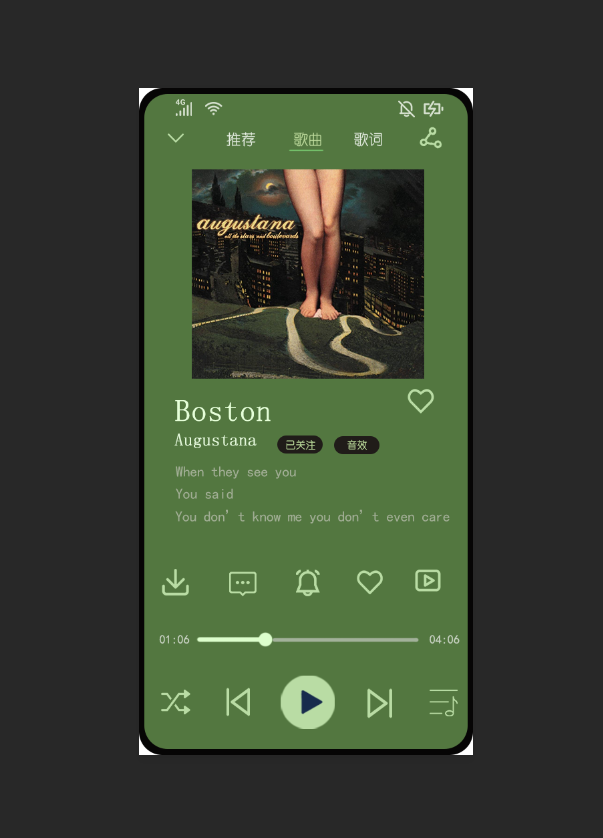 4G
推荐 歌曲 歌词
augustana
all the stars and boulevards
Boston
Augustana 已关注 音效
When they see you
You said
You don't know me you don't even care
01:06 04:06